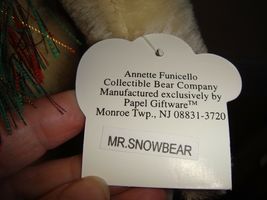 Annette Funicello
Collectible Bear Company
Manufactured exclusively by
Papel Giftware™
Monroe Twp., NJ 08831-3720
MR.SNOWBEAR